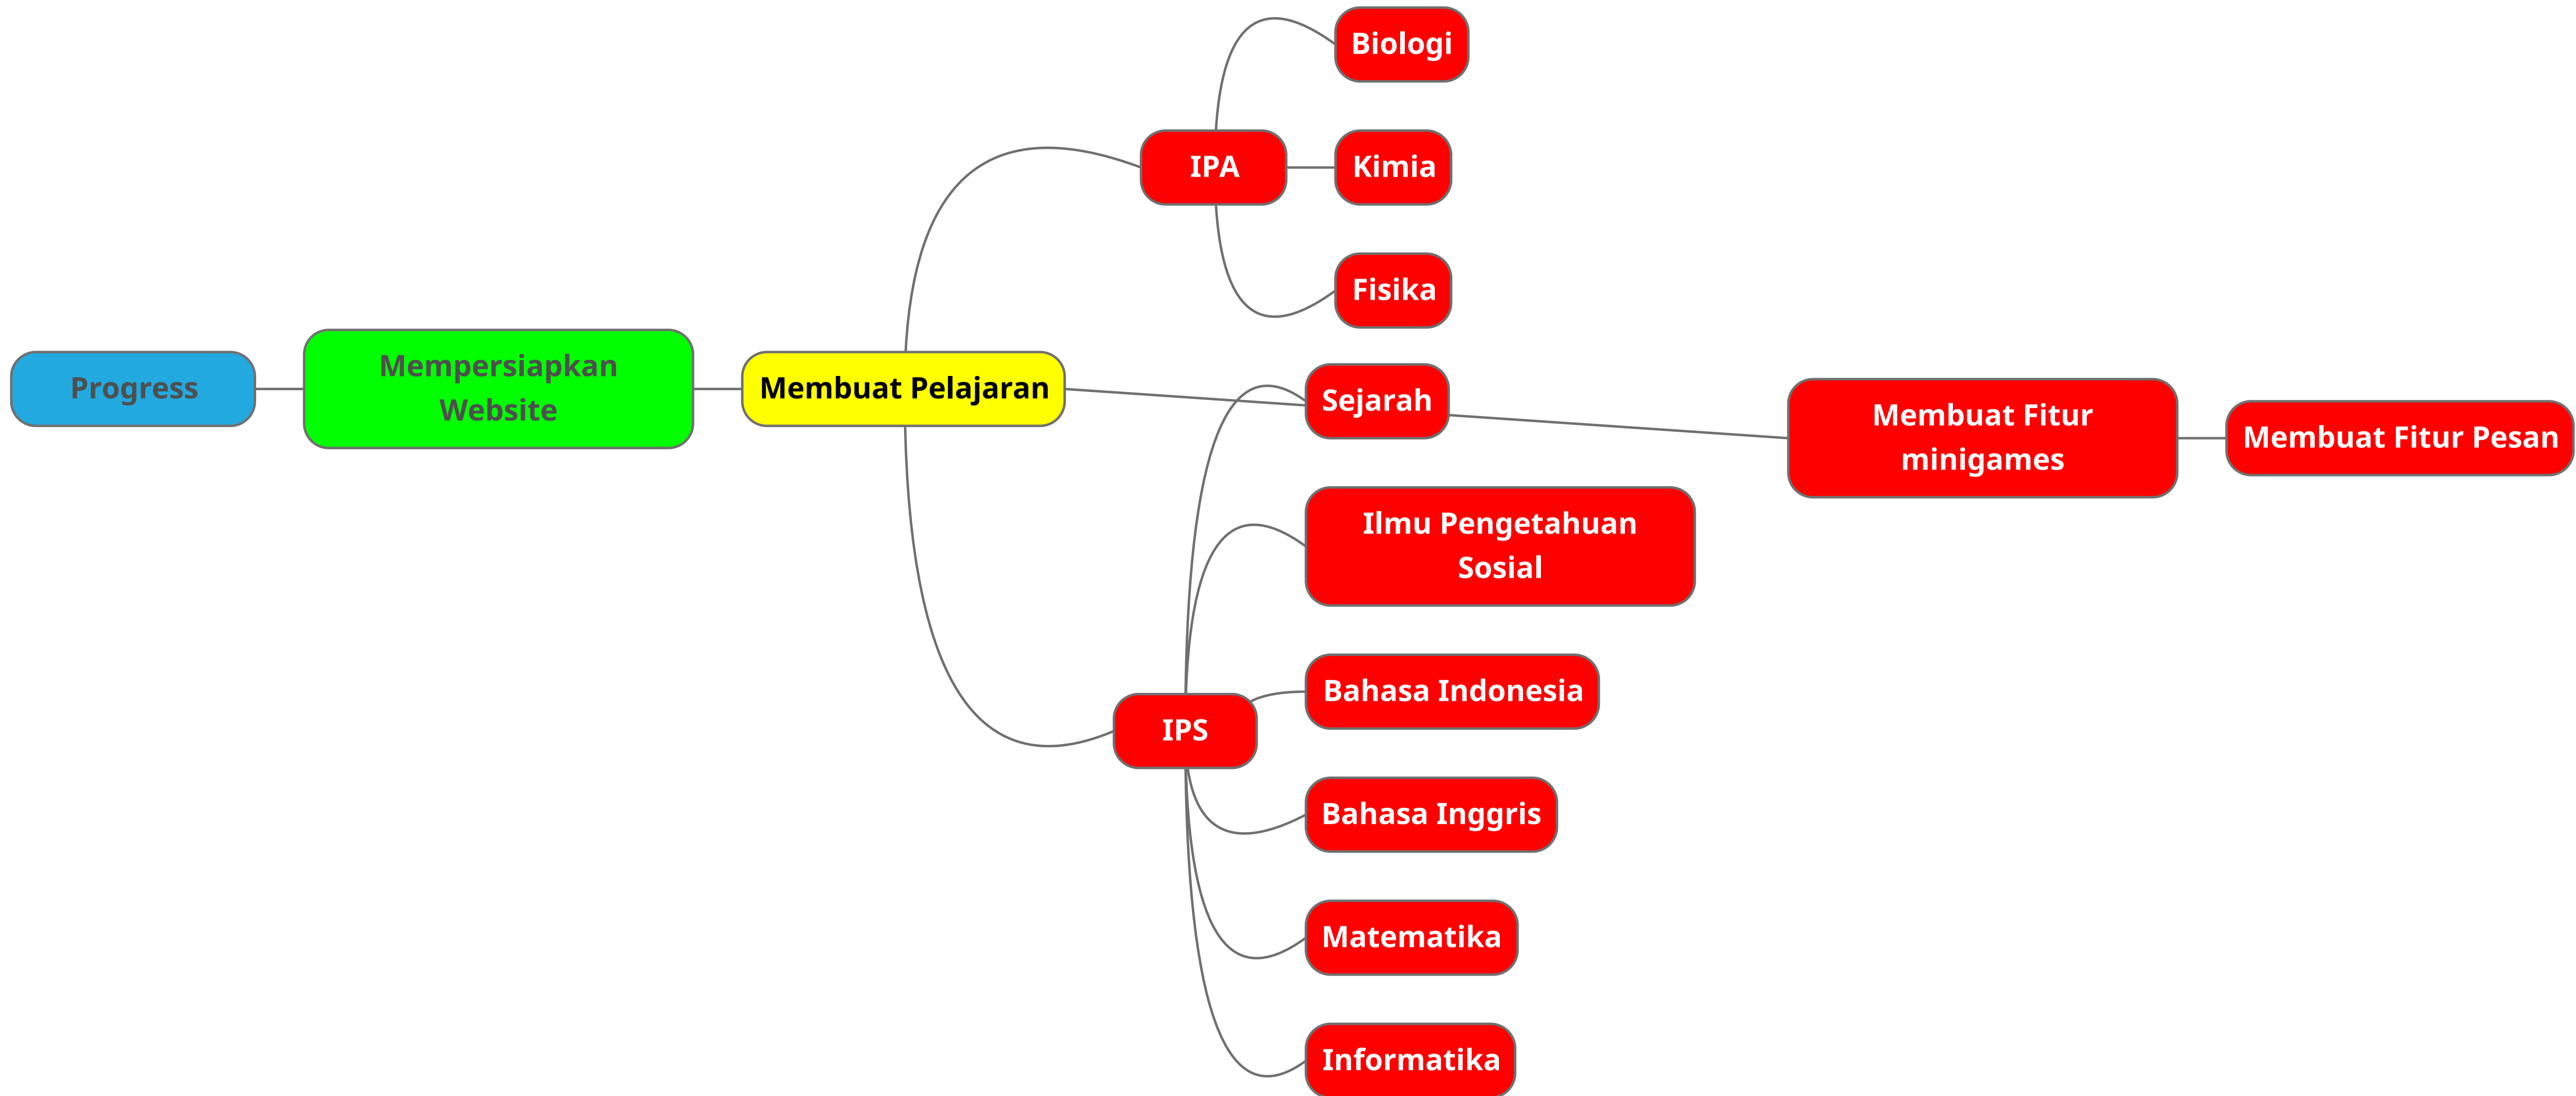 Progress
Mempersiapkan
Website
Membuat Pelajaran
IPA
Biologi
Kimia
Fisika
IPS
Sejarah
Ilmu Pengetahuan
Sosial
Bahasa Indonesia
Bahasa Inggris
Matematika
Informatika
Membuat Fitur
minigames
Membuat Fitur Pesan